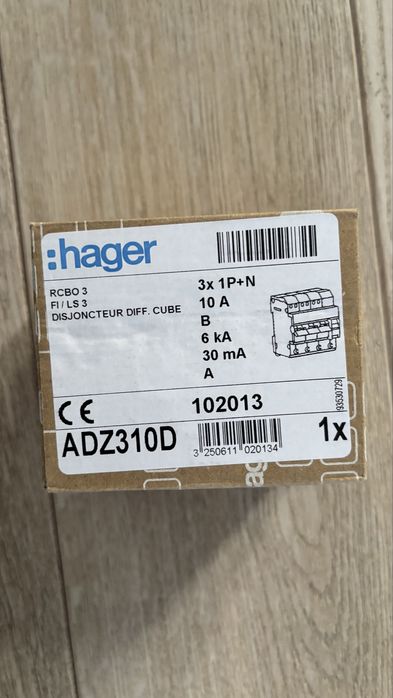 :hager
RCBO 3
FI / LS 3
DISJONCTEUR DIFF. CUBE
3x 1P+N
10 A
B
6 kA
30 mA
A
102013
93530729
ADZ310D
3 250611 020134
1x
ag